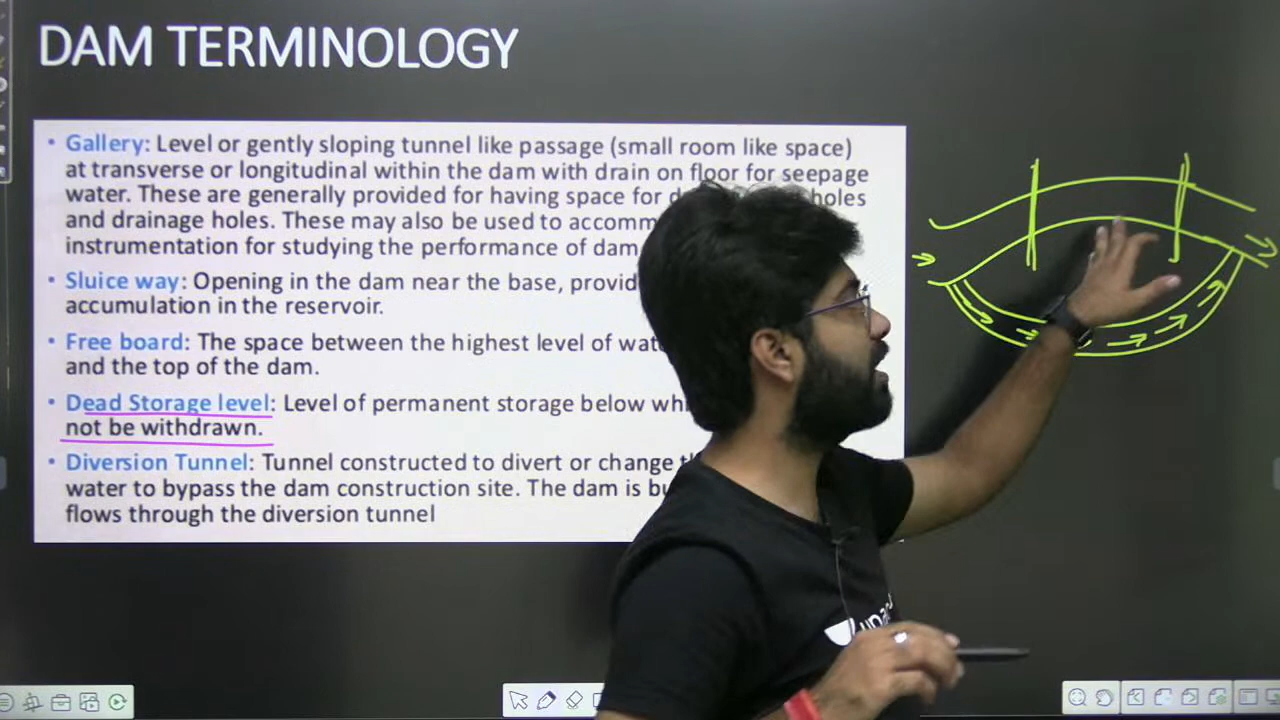 DAM TERMINOLOGY
• Gallery: Level or gently sloping tunnel like passage (small room like space)
at transverse or longitudinal within the dam with drain on floor for seepage
water. These are generally provided for having space for holes
and drainage holes. These may also be used to accomm
instrumentation for studying the performance of dam
• Sluice way: Opening in the dam near the base, provid
accumulation in the reservoir.
• Free board: The space between the highest level of wat
and the top of the dam.
• Dead Storage level: Level of permanent storage below whi
not be withdrawn.
• Diversion Tunnel: Tunnel constructed to divert or change
water to bypass the dam construction site. The dam is bu
flows through the diversion tunnel